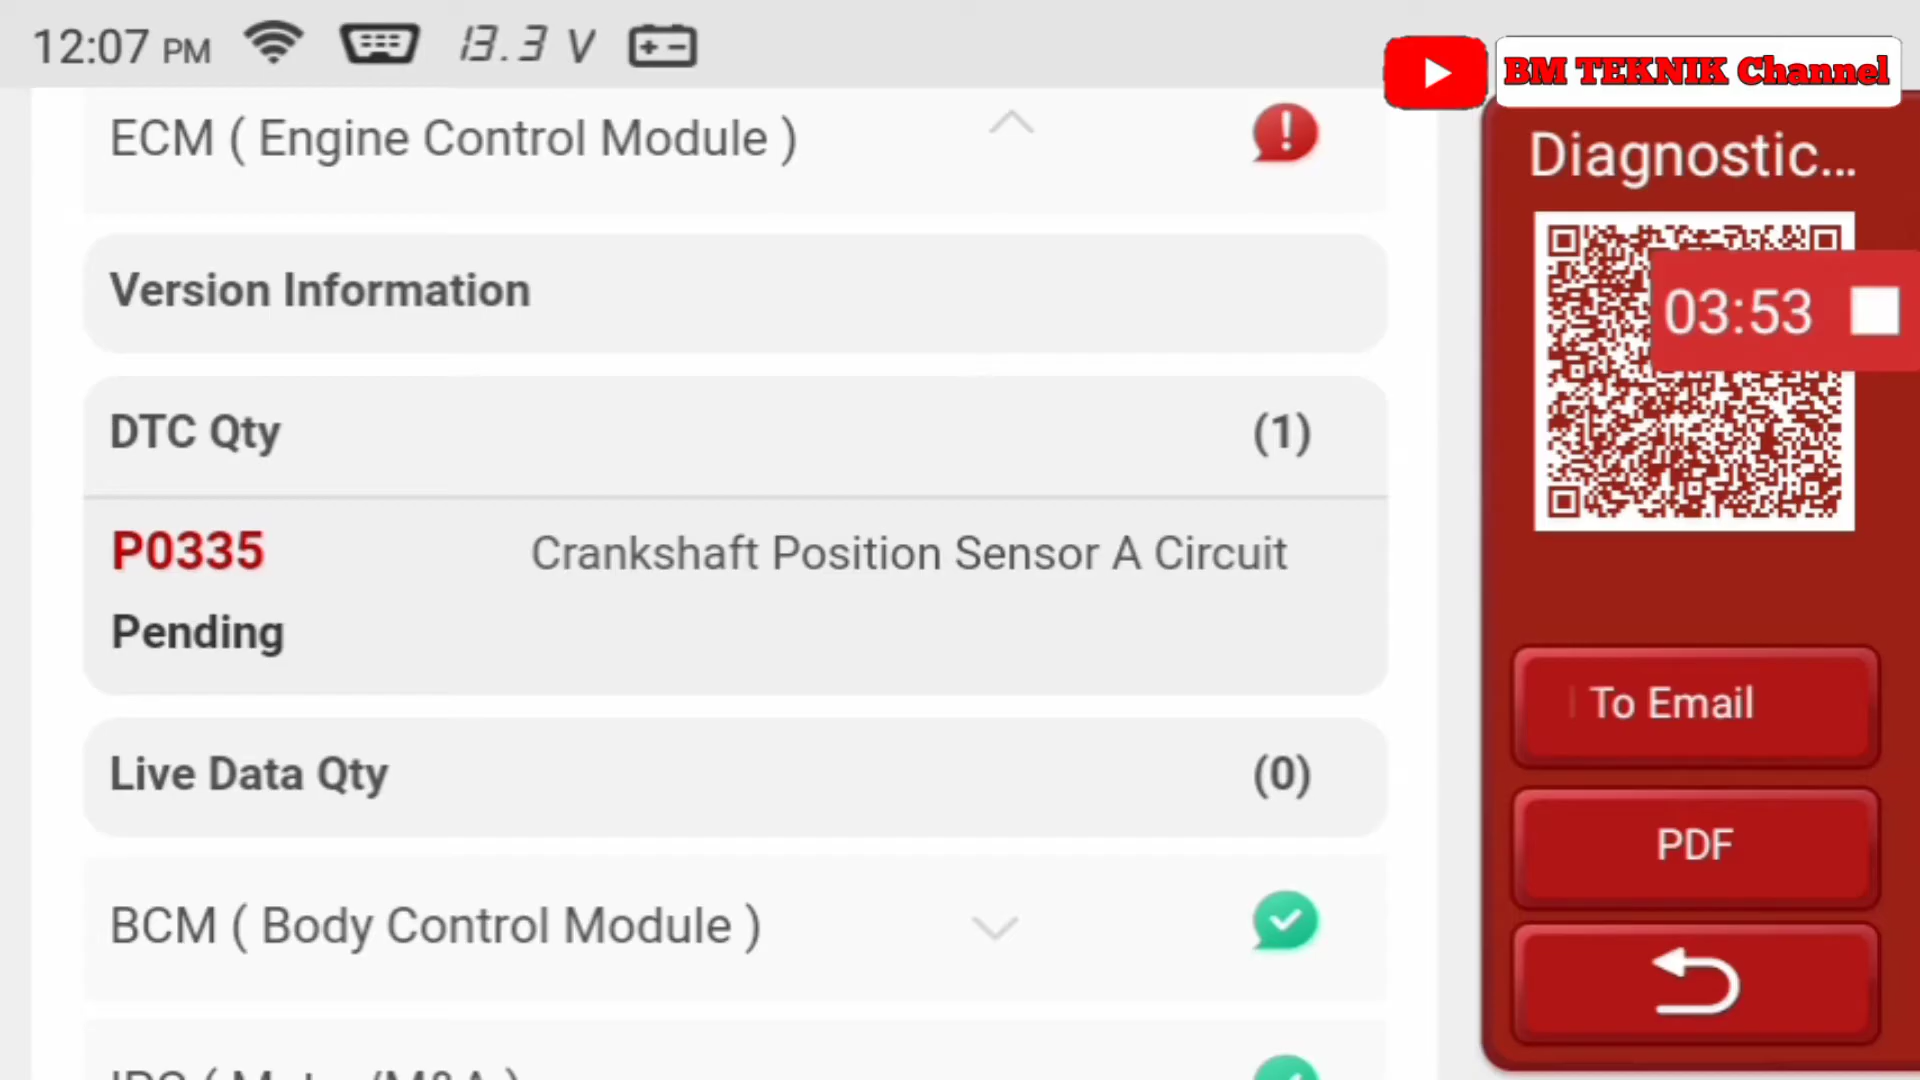 12:07 PM
13.3 V
BM TEKNIK Channel
ECM ( Engine Control Module )
Version Information
DTC Qty (1)
P0335 Crankshaft Position Sensor A Circuit
Pending
Live Data Qty (0)
BCM ( Body Control Module )
Diagnostic...
03:53
To Email
PDF